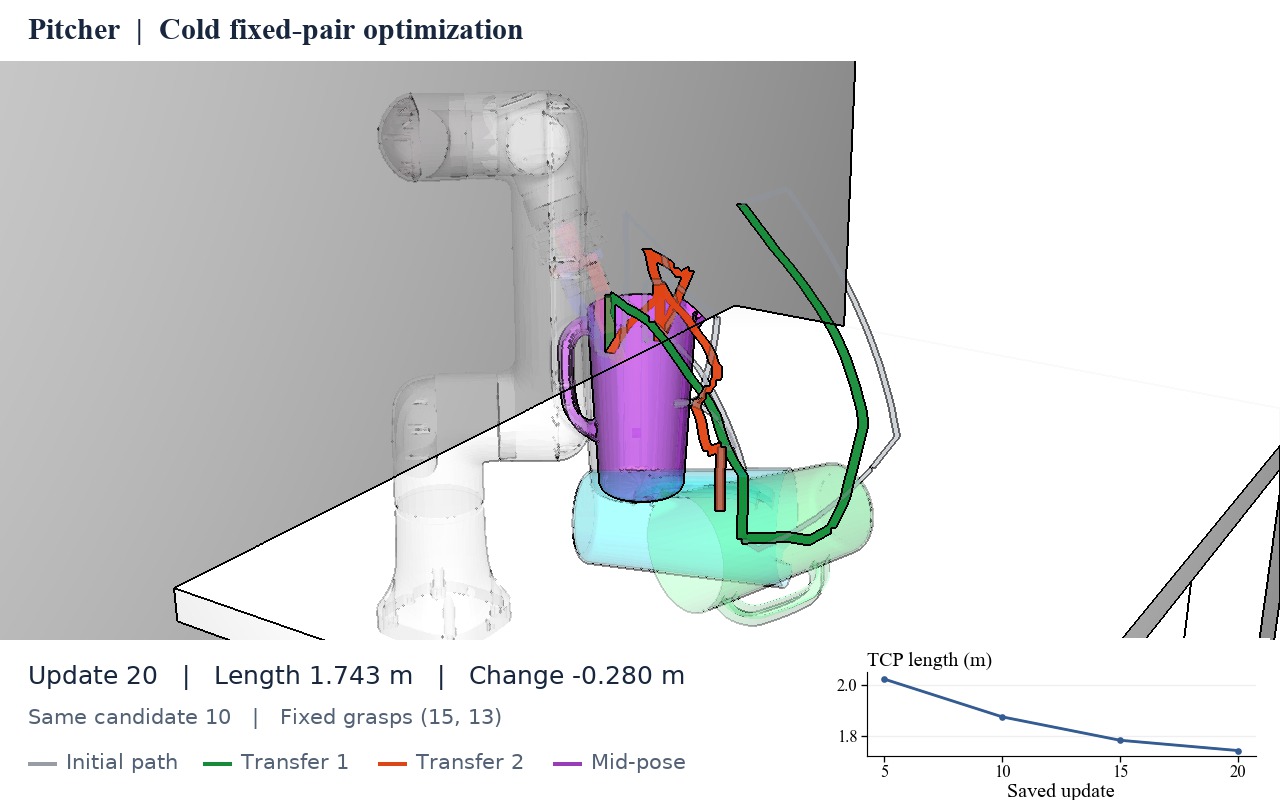 Pitcher | Cold fixed-pair optimization
Update 20 | Length 1.743 m | Change -0.280 m
Same candidate 10 | Fixed grasps (15, 13)
Initial path Transfer 1 Transfer 2 Mid-pose
TCP length (m)
2.0
1.8
5 10 15 20
Saved update